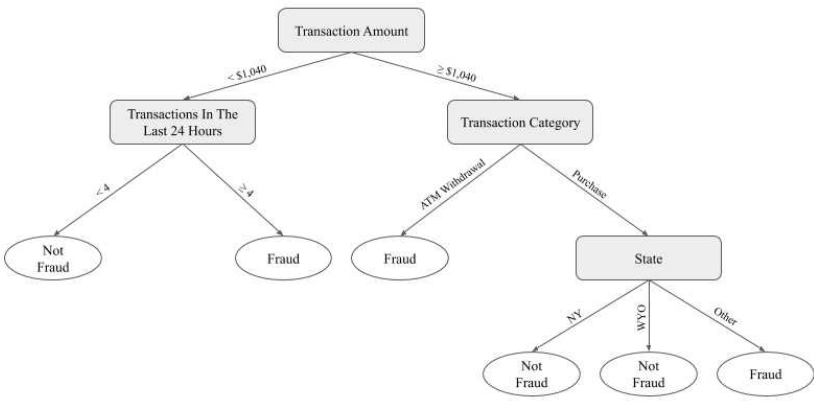 Transaction Amount
< $1,040
≥ $1,040
Transactions In The
Last 24 Hours
Transaction Category
< 4
≥ 4
ATM Withdrawal
Purchase
Not
Fraud
Fraud
Fraud
State
NY
WYO
Other
Not
Fraud
Not
Fraud
Fraud